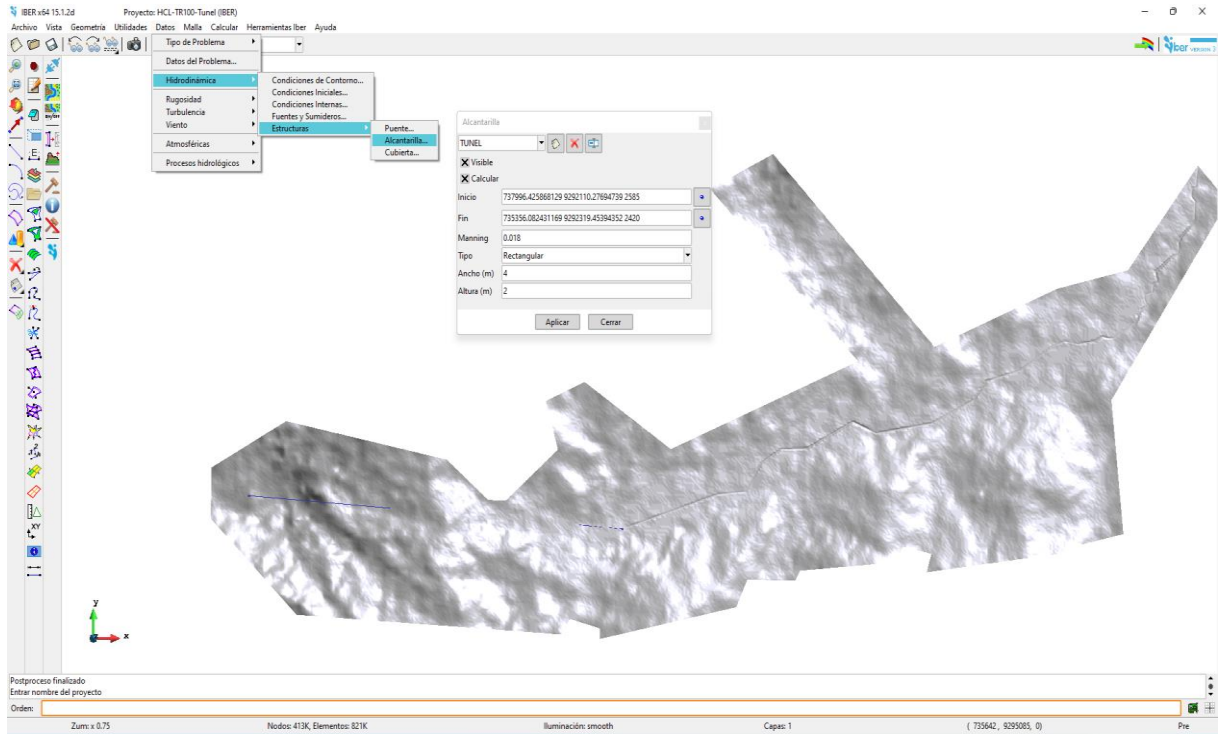 IBER x64 15.1.2d Proyecto: HCL-TR100-Tunel (IBER)
Archivo Vista Geometría Utilidades Datos Malla Calcular Herramientas Iber Ayuda
Tipo de Problema
Datos del Problema...
Hidrodinámica
Rugosidad
Turbulencia
Viento
Atmosféricas
Procesos hidrológicos
Condiciones de Contorno...
Condiciones Iniciales...
Condiciones Internas...
Fuentes y Sumideros...
Estructuras
Puente...
Alcantarilla...
Cubierta...
Iber
Alcantarilla
TUNEL
Visible
Calcular
Inicio 737996.425868129 9292110.27694739 2585
Fin 735356.082431169 9292319.45394352 2420
Manning 0.018
Tipo Rectangular
Ancho (m) 4
Altura (m) 2
Aplicar Cerrar
y
x
Postproceso finalizado
Entrar nombre del proyecto
Orden:
Zum: x 0.75 Nodos: 413K, Elementos: 821K Iluminación: smooth Capas: 1 ( 735642 , 9295085, 0) Pre